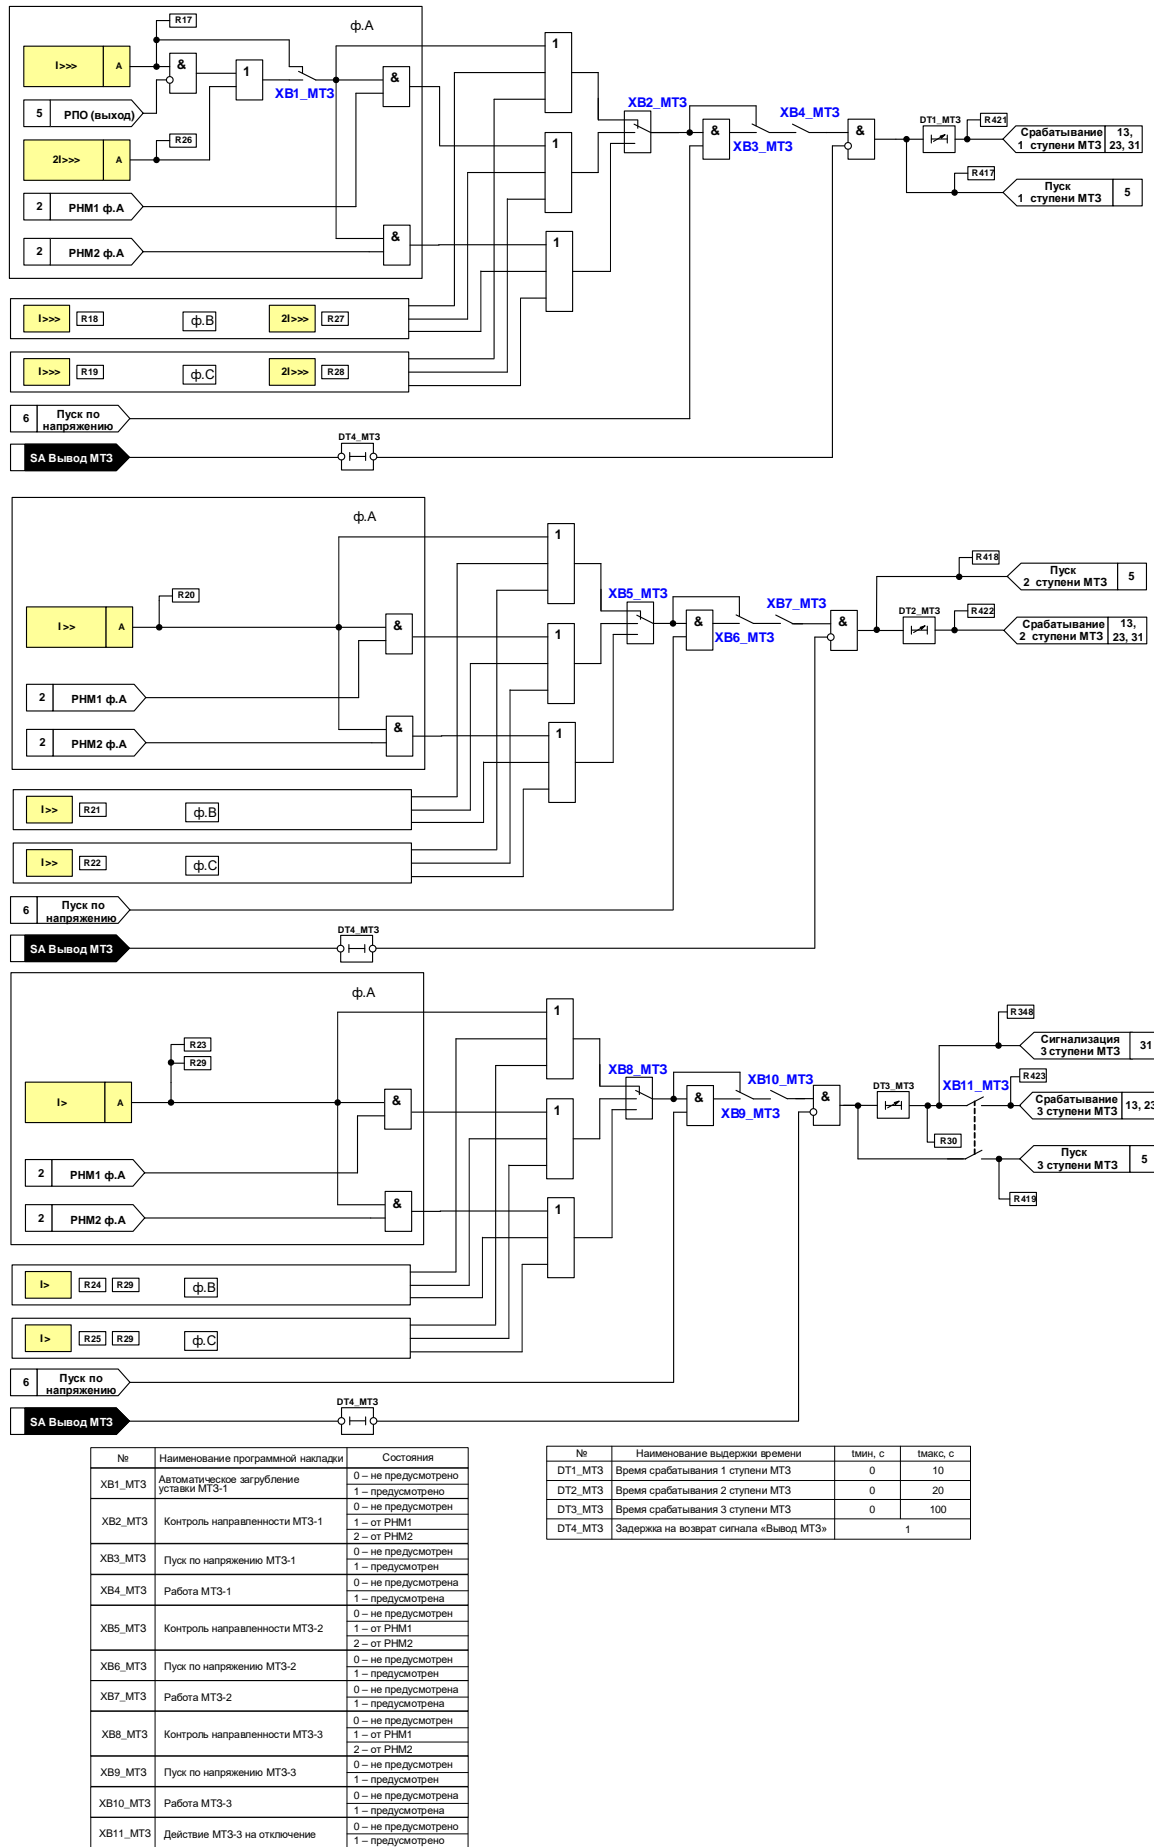 R17
ф.А
I>>> А
&
1
XB1_МТЗ
&
1
5 РПО (выход)
2I>>> А
R26
2 РНМ1 ф.А
2 РНМ2 ф.А
&
1
1
XB2_МТЗ
&
XB3_МТЗ
XB4_МТЗ
&
DT1_МТЗ
R421
Срабатывание 13,
1 ступени МТЗ 23, 31
R417
Пуск 5
1 ступени МТЗ
I>>> R18 ф.В 2I>>> R27
I>>> R19 ф.С 2I>>> R28
6 Пуск по
напряжению
SA Вывод МТЗ
DT4_МТЗ
ф.А
1
I>> А
R20
&
1
2 РНМ1 ф.А
2 РНМ2 ф.А
&
1
XB5_МТЗ
&
XB6_МТЗ
XB7_МТЗ
&
R418
Пуск 5
2 ступени МТЗ
DT2_МТЗ
R422
Срабатывание 13,
2 ступени МТЗ 23, 31
I>> R21 ф.В
I>> R22 ф.С
6 Пуск по
напряжению
SA Вывод МТЗ
DT4_МТЗ
ф.А
1
R23
R29
I> А
&
1
2 РНМ1 ф.А
2 РНМ2 ф.А
&
1
XB8_МТЗ
&
XB9_МТЗ
XB10_МТЗ
&
DT3_МТЗ
R348
Сигнализация 31
3 ступени МТЗ
XB11_МТЗ
R423
Срабатывание 13, 23
3 ступени МТЗ
R30
Пуск 5
3 ступени МТЗ
R419
I> R24 R29 ф.В
I> R25 R29 ф.С
6 Пуск по
напряжению
SA Вывод МТЗ
DT4_МТЗ
№ Наименование программной накладки Состояния
XB1_МТЗ Автоматическое загрубление уставки МТЗ-1 0 – не предусмотрено
1 – предусмотрено
XB2_МТЗ Контроль направленности МТЗ-1 0 – не предусмотрен
1 – от РНМ1
2 – от РНМ2
XB3_МТЗ Пуск по напряжению МТЗ-1 0 – не предусмотрен
1 – предусмотрен
XB4_МТЗ Работа МТЗ-1 0 – не предусмотрена
1 – предусмотрена
XB5_МТЗ Контроль направленности МТЗ-2 0 – не предусмотрен
1 – от РНМ1
2 – от РНМ2
XB6_МТЗ Пуск по напряжению МТЗ-2 0 – не предусмотрен
1 – предусмотрен
XB7_МТЗ Работа МТЗ-2 0 – не предусмотрена
1 – предусмотрена
XB8_МТЗ Контроль направленности МТЗ-3 0 – не предусмотрен
1 – от РНМ1
2 – от РНМ2
XB9_МТЗ Пуск по напряжению МТЗ-3 0 – не предусмотрен
1 – предусмотрен
XB10_МТЗ Работа МТЗ-3 0 – не предусмотрена
1 – предусмотрена
XB11_МТЗ Действие МТЗ-3 на отключение 0 – не предусмотрено
1 – предусмотрено
№ Наименование выдержки времени tмин, с tмакс, с
DT1_МТЗ Время срабатывания 1 ступени МТЗ 0 10
DT2_МТЗ Время срабатывания 2 ступени МТЗ 0 20
DT3_МТЗ Время срабатывания 3 ступени МТЗ 0 100
DT4_МТЗ Задержка на возврат сигнала «Вывод МТЗ» 1